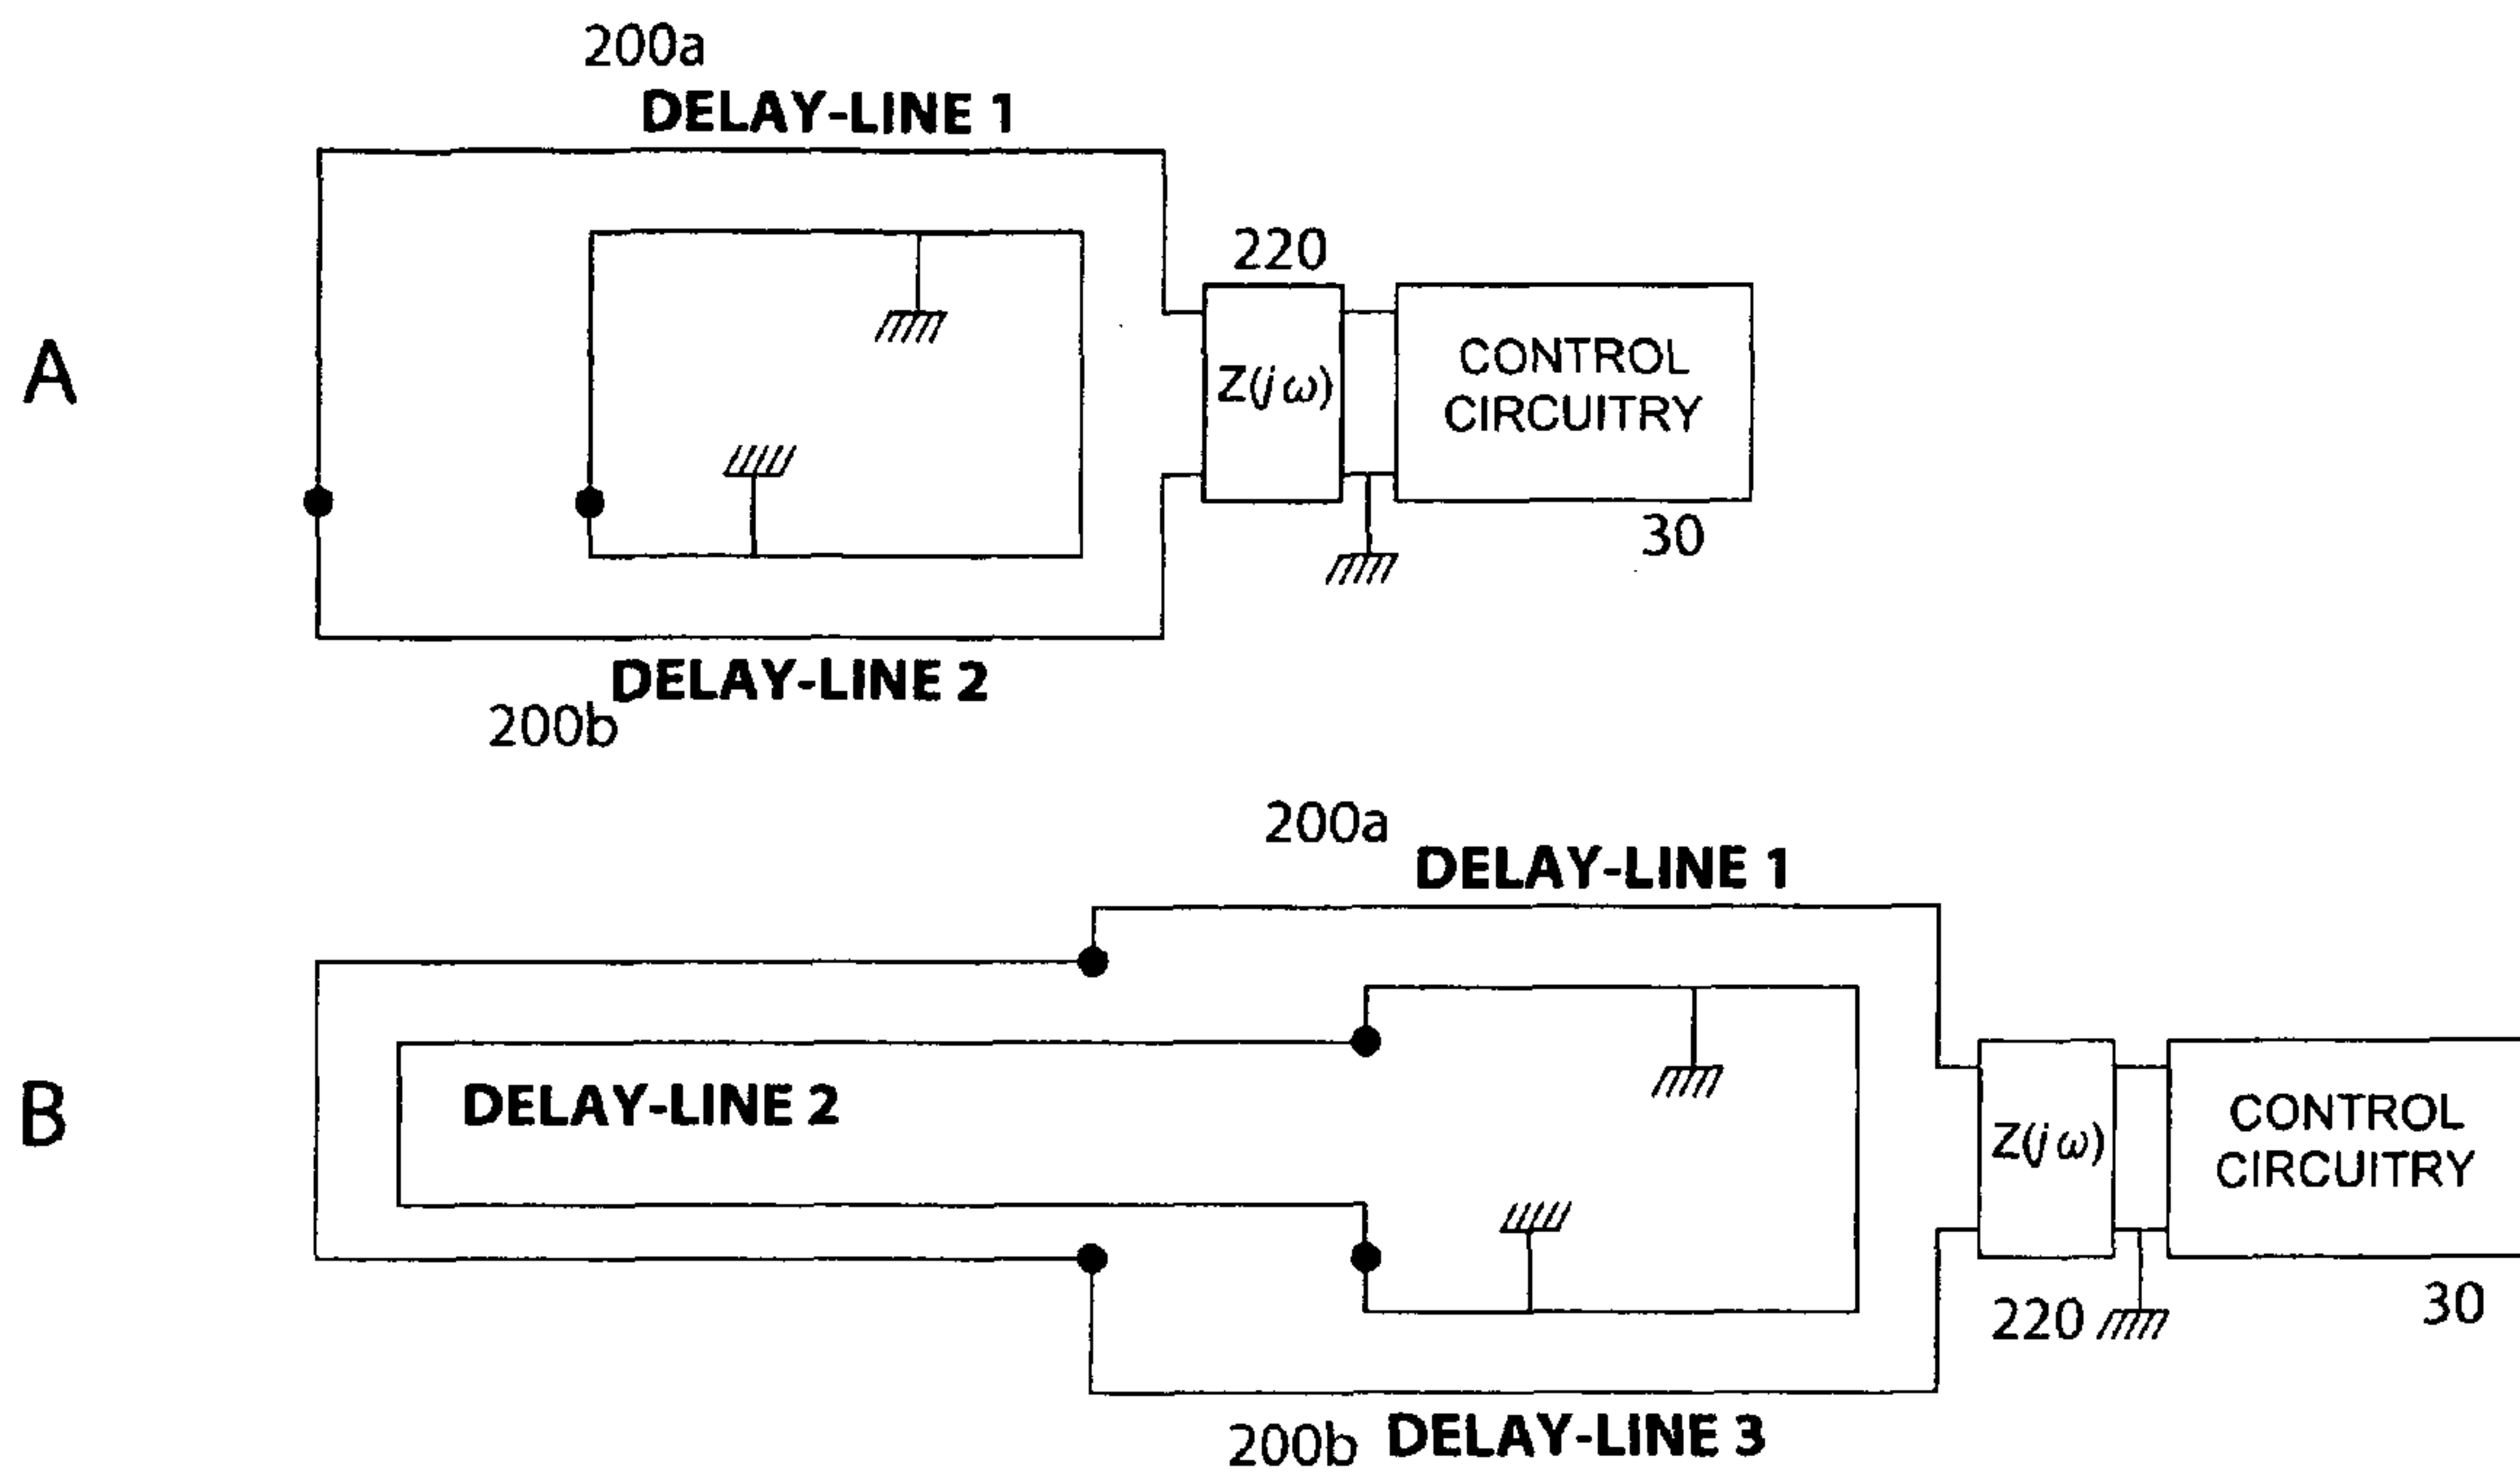 200a
DELAY-LINE 1
220
A
Z(jω)
CONTROL
CIRCUITRY
30
DELAY-LINE 2
200b
200a
DELAY-LINE 1
B
DELAY-LINE 2
Z(jω)
CONTROL
CIRCUITRY
220
30
200b
DELAY-LINE 3